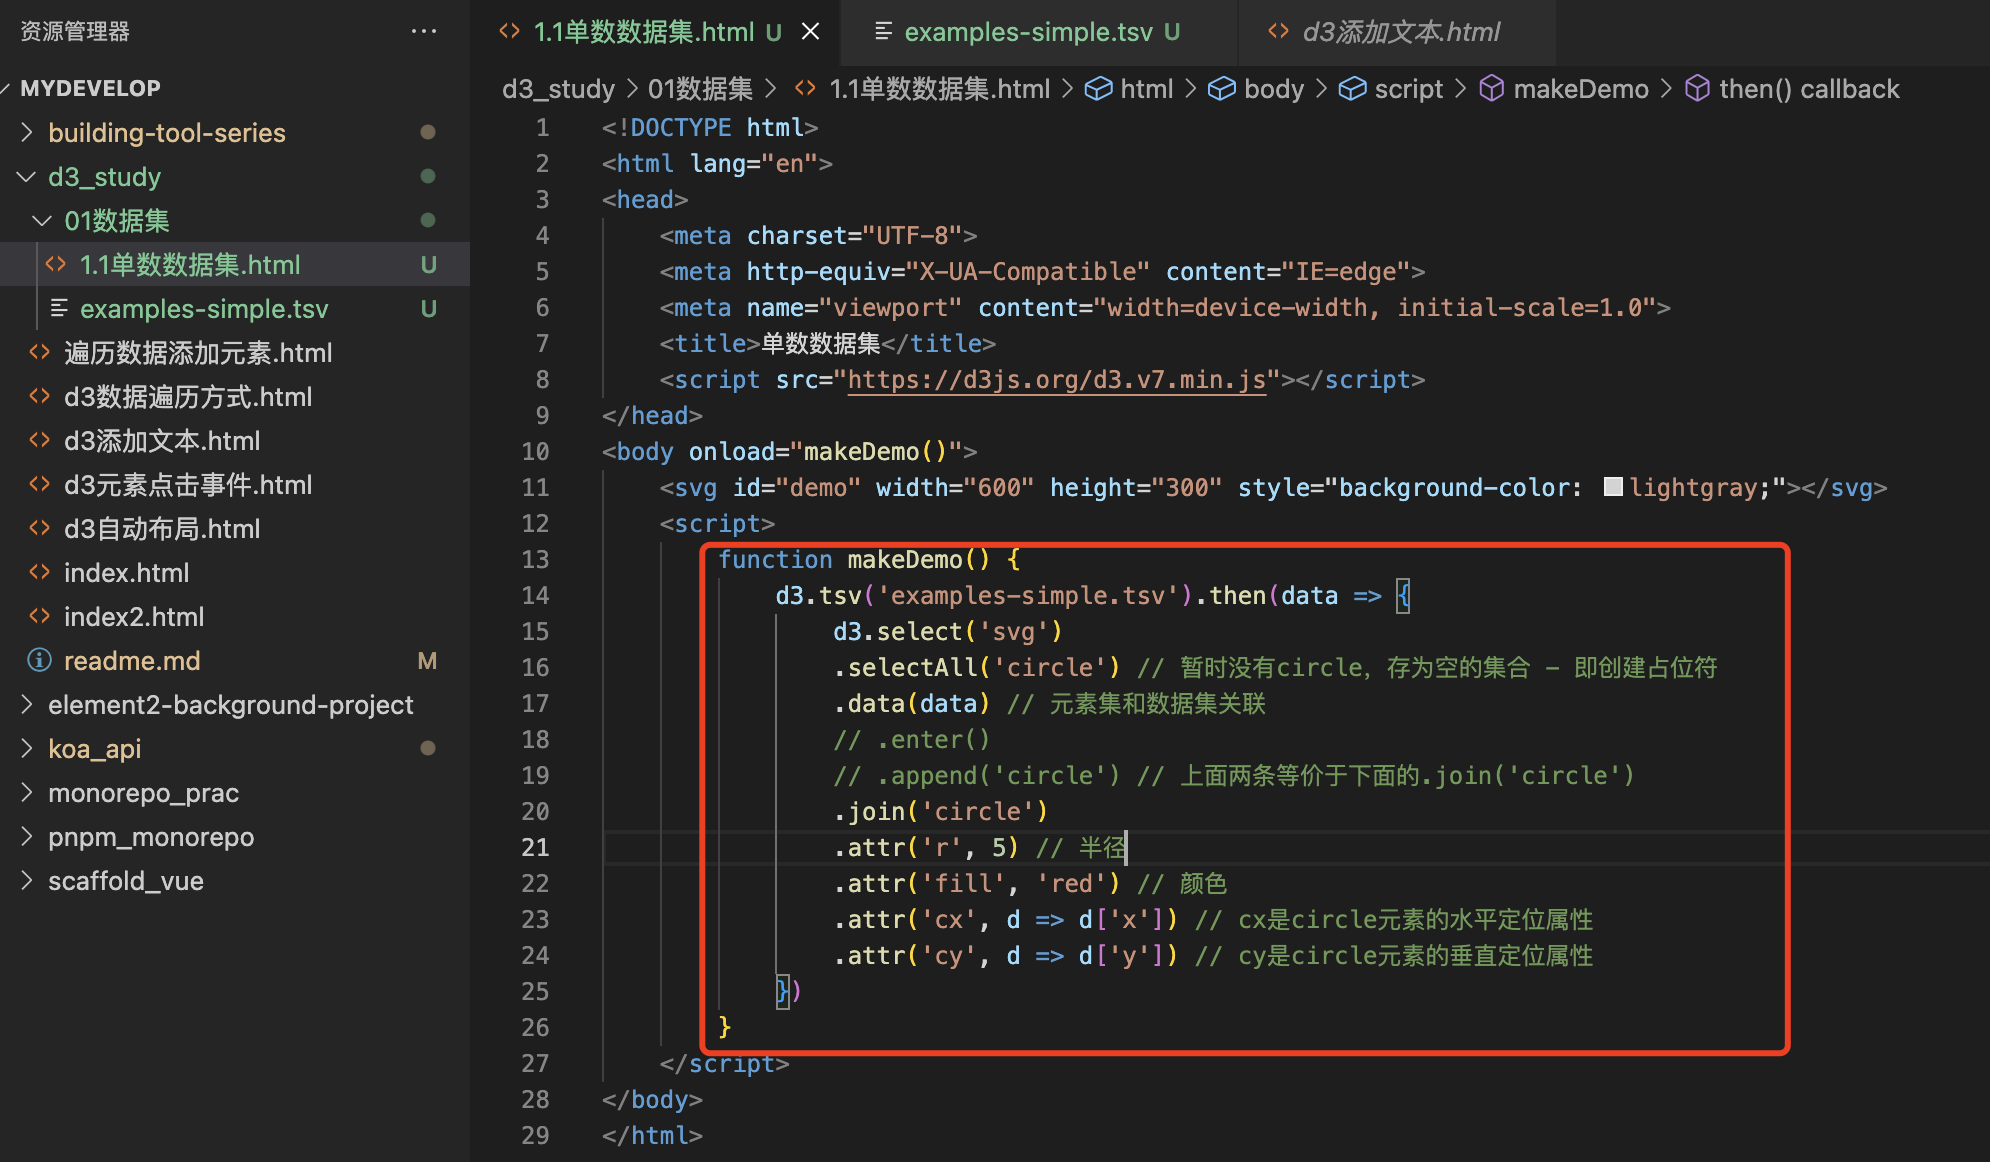 资源管理器 ···
MYDEVELOP
building-tool-series
d3_study
01数据集
1.1单数数据集.html U
examples-simple.tsv U
遍历数据添加元素.html
d3数据遍历方式.html
d3添加文本.html
d3元素点击事件.html
d3自动布局.html
index.html
index2.html
readme.md M
element2-background-project
koa_api
monorepo_prac
pnpm_monorepo
scaffold_vue
1.1单数数据集.html U
examples-simple.tsv U
d3添加文本.html
d3_study > 01数据集 > 1.1单数数据集.html > html > body > script > makeDemo > then() callback
1 <!DOCTYPE html>
2 <html lang="en">
3 <head>
4     <meta charset="UTF-8">
5     <meta http-equiv="X-UA-Compatible" content="IE=edge">
6     <meta name="viewport" content="width=device-width, initial-scale=1.0">
7     <title>单数数据集</title>
8     <script src="https://d3js.org/d3.v7.min.js"></script>
9 </head>
10 <body onload="makeDemo()">
11     <svg id="demo" width="600" height="300" style="background-color: lightgray;"></svg>
12     <script>
13         function makeDemo() {
14             d3.tsv('examples-simple.tsv').then(data => {
15                 d3.select('svg')
16                 .selectAll('circle') // 暂时没有circle，存为空的集合 - 即创建占位符
17                 .data(data) // 元素集和数据集关联
18                 // .enter()
19                 // .append('circle') // 上面两条等价于下面的.join('circle')
20                 .join('circle')
21                 .attr('r', 5) // 半径
22                 .attr('fill', 'red') // 颜色
23                 .attr('cx', d => d['x']) // cx是circle元素的水平定位属性
24                 .attr('cy', d => d['y']) // cy是circle元素的垂直定位属性
25             })
26         }
27     </script>
28 </body>
29 </html>